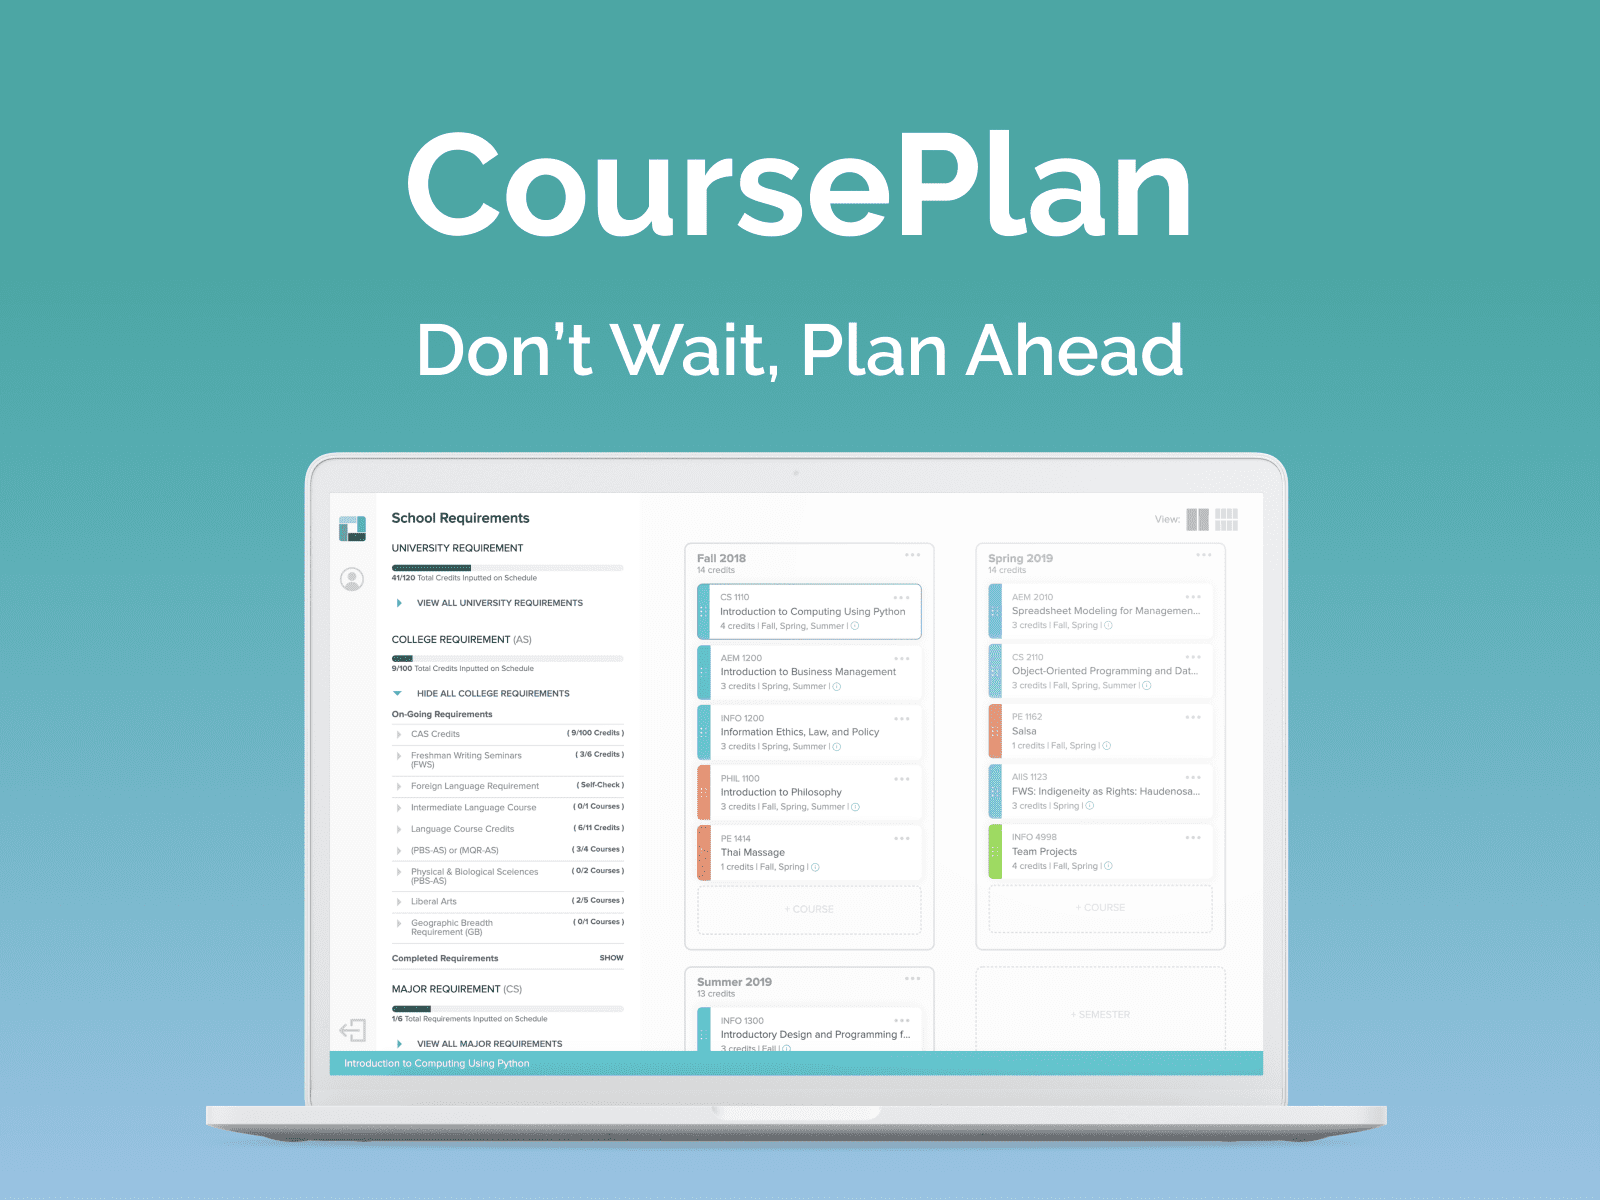 CoursePlan
Don't Wait, Plan Ahead
School Requirements
UNIVERSITY REQUIREMENT
41/120 Total Credits Inputted on Schedule
VIEW ALL UNIVERSITY REQUIREMENTS
COLLEGE REQUIREMENT (AS)
9/100 Total Credits Inputted on Schedule
HIDE ALL COLLEGE REQUIREMENTS
On-Going Requirements
CAS Credits ( 9/100 Credits )
Freshman Writing Seminars ( 3/6 Credits )
(FWS)
Foreign Language Requirement ( Self-Check )
Intermediate Language Course ( 0/1 Courses )
Language Course Credits ( 6/11 Credits )
(PBS-AS) or (MQR-AS) ( 3/4 Courses )
Physical & Biological Sceiences ( 0/2 Courses )
(PBS-AS)
Liberal Arts ( 2/5 Courses )
Geographic Breadth ( 0/1 Courses )
Requirement (GB)
Completed Requirements SHOW
MAJOR REQUIREMENT (CS)
1/6 Total Requirements Inputted on Schedule
VIEW ALL MAJOR REQUIREMENTS
View:
Fall 2018
14 credits
CS 1110
Introduction to Computing Using Python
4 credits | Fall, Spring, Summer |
AEM 1200
Introduction to Business Management
3 credits | Spring, Summer |
INFO 1200
Information Ethics, Law, and Policy
3 credits | Spring, Summer |
PHIL 1100
Introduction to Philosophy
3 credits | Fall, Spring, Summer |
PE 1414
Thai Massage
1 credits | Fall, Spring |
+ COURSE
Spring 2019
14 credits
AEM 2010
Spreadsheet Modeling for Managemen...
3 credits | Fall, Spring |
CS 2110
Object-Oriented Programming and Dat...
3 credits | Fall, Spring, Summer |
PE 1162
Salsa
1 credits | Fall, Spring |
AIIS 1123
FWS: Indigeneity as Rights: Haudenosa...
3 credits | Spring |
INFO 4998
Team Projects
4 credits | Fall, Spring |
+ COURSE
Summer 2019
13 credits
INFO 1300
Introductory Design and Programming f...
3 credits | Fall |
+ SEMESTER
Introduction to Computing Using Python